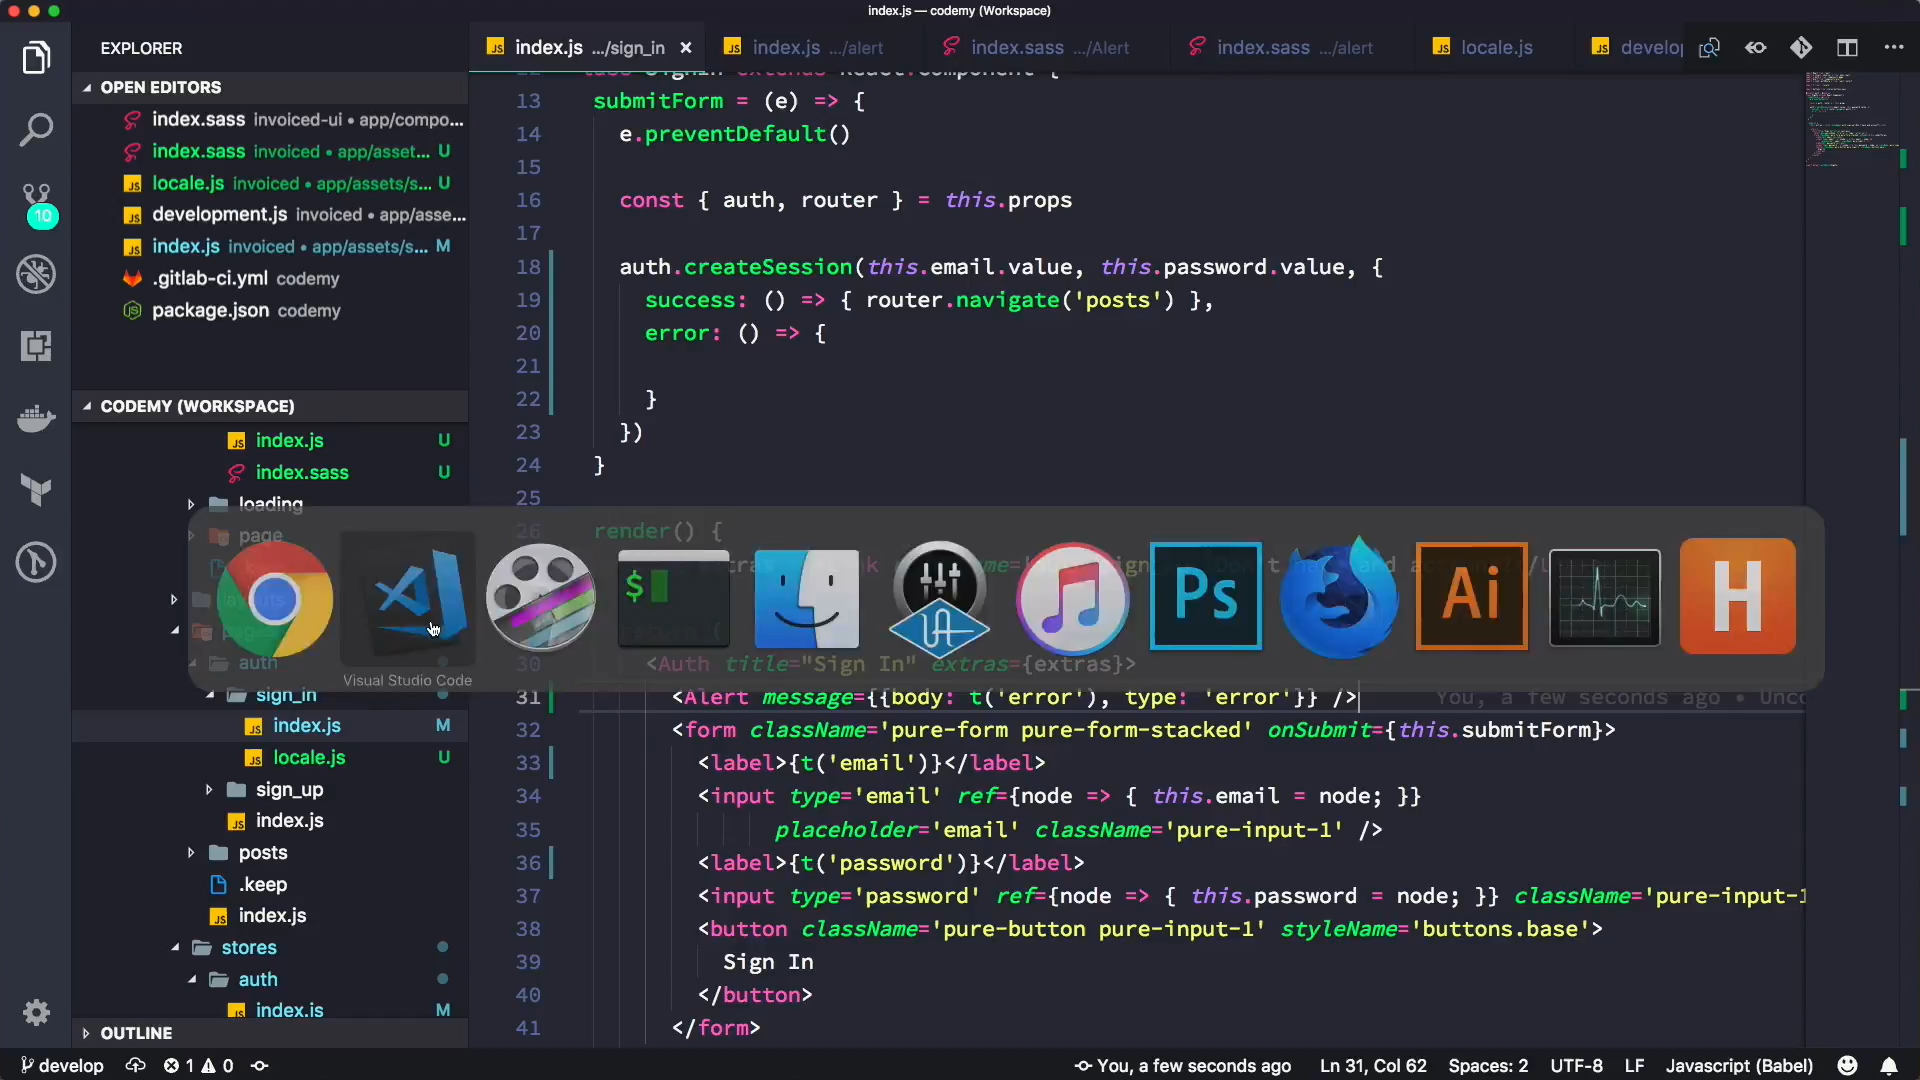 index.js — codemy (Workspace)
EXPLORER
index.js .../sign_in ×
index.js .../alert
index.sass .../Alert
index.sass .../alert
locale.js
develop
OPEN EDITORS
index.sass invoiced-ui • app/compo...
index.sass invoiced • app/asset... U
locale.js invoiced • app/assets/s... U
development.js invoiced • app/asse...
index.js invoiced • app/assets/s... M
.gitlab-ci.yml codemy
package.json codemy
10
CODEMY (WORKSPACE)
index.js U
index.sass U
loading
page
auth
sign_in
index.js M
locale.js U
sign_up
index.js
posts
.keep
index.js
stores
auth
index.js M
OUTLINE
13 submitForm = (e) => {
14 e.preventDefault()
15
16 const { auth, router } = this.props
17
18 auth.createSession(this.email.value, this.password.value, {
19 success: () => { router.navigate('posts') },
20 error: () => {
21
22 }
23 })
24 }
25
26 render() {
30 <Auth title="Sign In" extras={extras}>
31 <Alert message={{body: t('error'), type: 'error'}} /> You, a few seconds ago • Unco
32 <form className='pure-form pure-form-stacked' onSubmit={this.submitForm}>
33 <label>{t('email')}</label>
34 <input type='email' ref={node => { this.email = node; }}
35 placeholder='email' className='pure-input-1' />
36 <label>{t('password')}</label>
37 <input type='password' ref={node => { this.password = node; }} className='pure-input-1
38 <button className='pure-button pure-input-1' styleName='buttons.base'>
39 Sign In
40 </button>
41 </form>
$
Ps
Ai
H
Visual Studio Code
develop
1
0
You, a few seconds ago
Ln 31, Col 62
Spaces: 2
UTF-8
LF
Javascript (Babel)